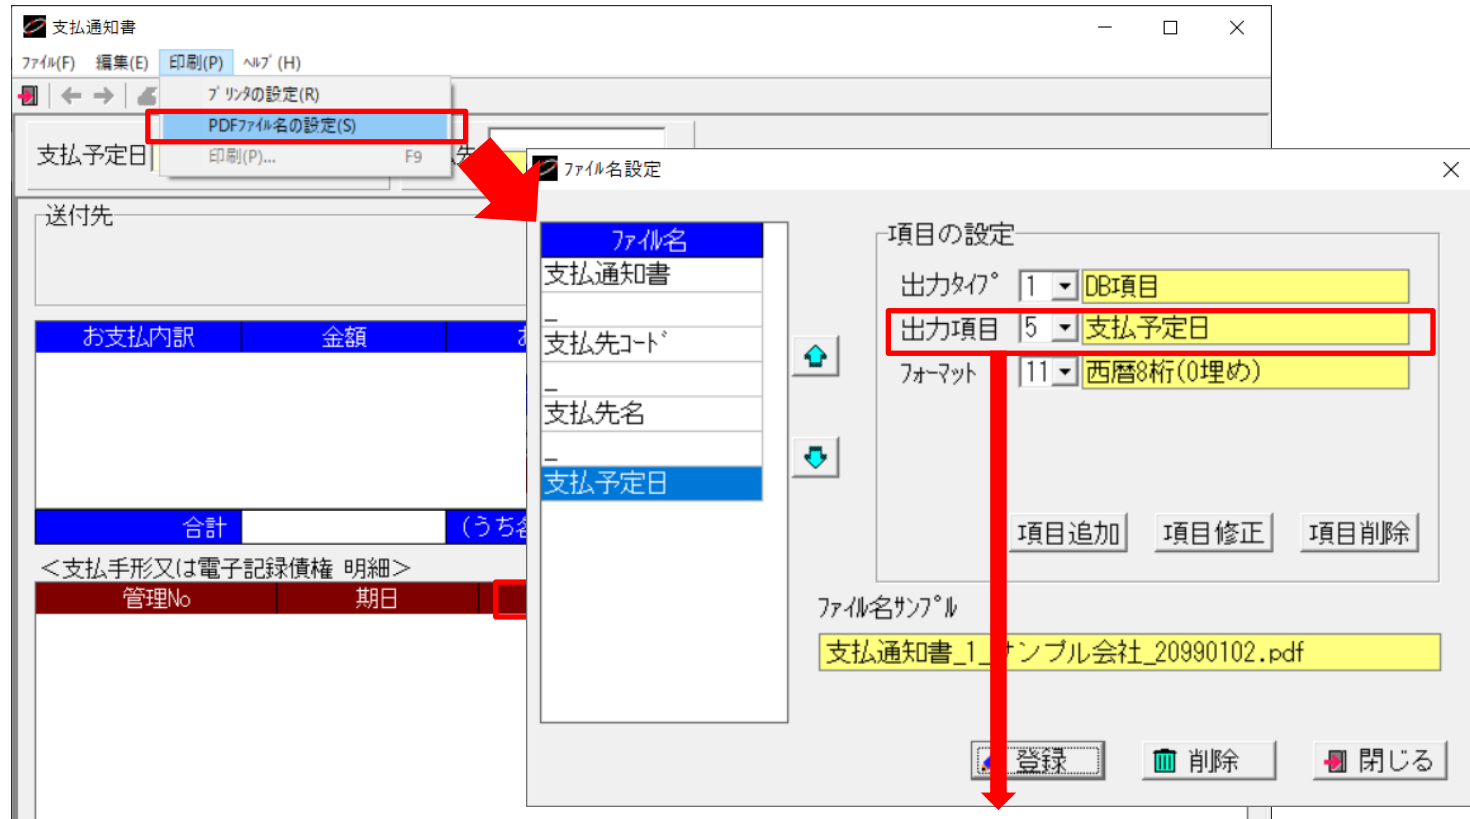 支払通知書
ﾌｧｲﾙ(F) 編集(E) 印刷(P) ﾍﾙﾌﾟ(H)
ﾌﾟﾘﾝﾀの設定(R)
PDFﾌｧｲﾙ名の設定(S)
印刷(P)... F9
支払予定日
先
送付先
お支払内訳 金額
合計 (うち
<支払手形又は電子記録債権 明細>
管理No 期日
ﾌｧｲﾙ名設定
ﾌｧｲﾙ名
支払通知書
_
支払先ｺｰﾄﾞ
_
支払先名
_
支払予定日
項目の設定
出力ﾀｲﾌﾟ 1 DB項目
出力項目 5 支払予定日
ﾌｫｰﾏｯﾄ 11 西暦8桁(0埋め)
項目追加 項目修正 項目削除
ﾌｧｲﾙ名ｻﾝﾌﾟﾙ
支払通知書_1_サンプル会社_20990102.pdf
登録 削除 閉じる